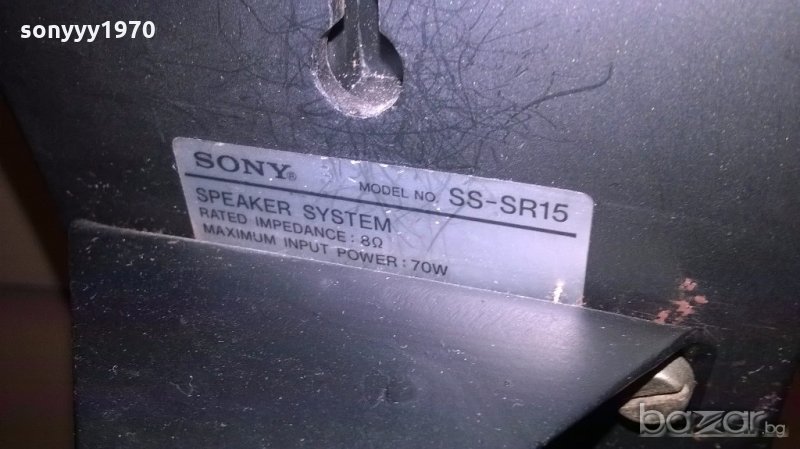 sonyyy1970
SONY®
MODEL NO. SS-SR15
SPEAKER SYSTEM
RATED IMPEDANCE : 8Ω
MAXIMUM INPUT POWER : 70W
bazar.bg